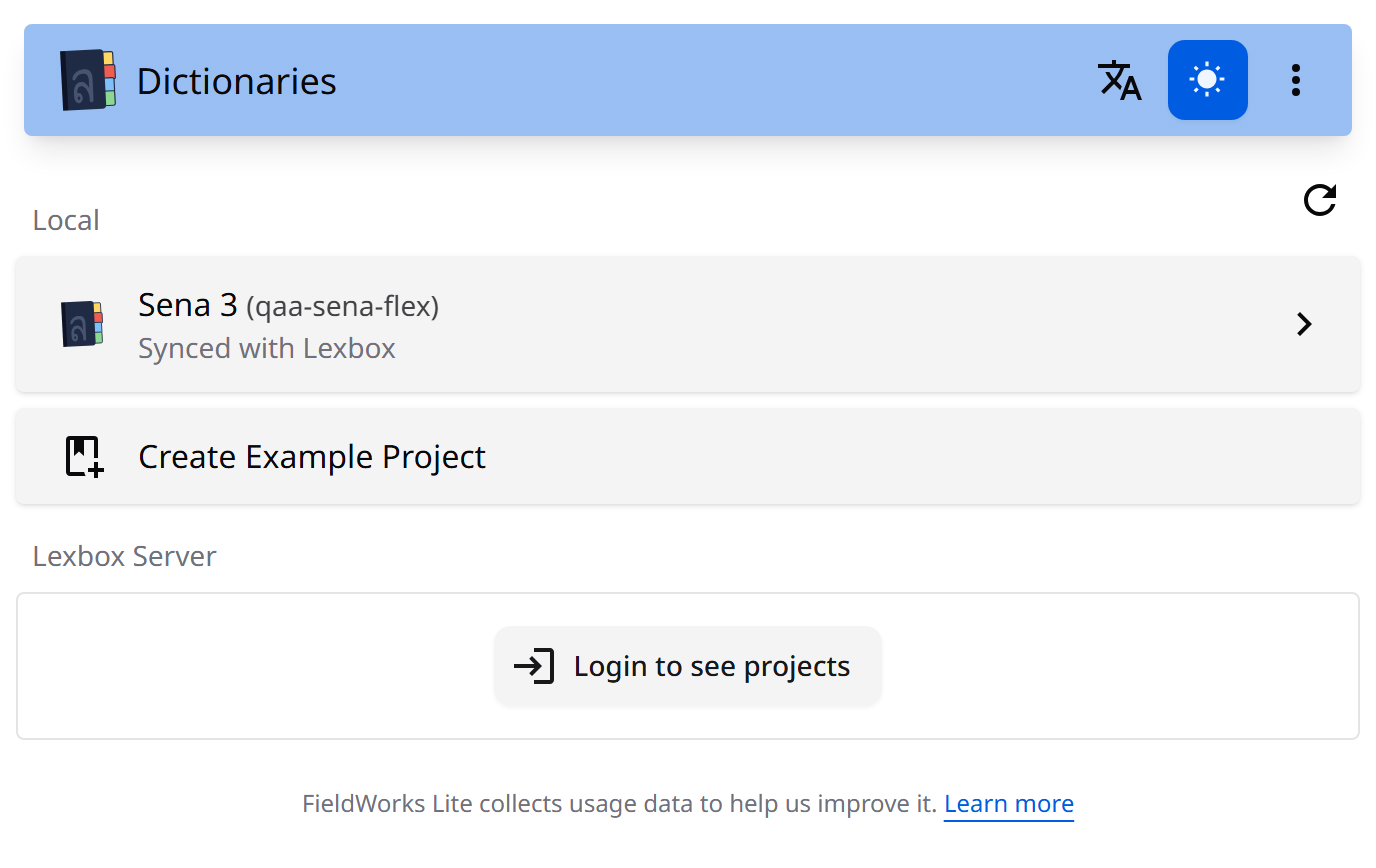 Dictionaries
Local
Sena 3 (qaa-sena-flex)
Synced with Lexbox
Create Example Project
Lexbox Server
Login to see projects
FieldWorks Lite collects usage data to help us improve it. Learn more